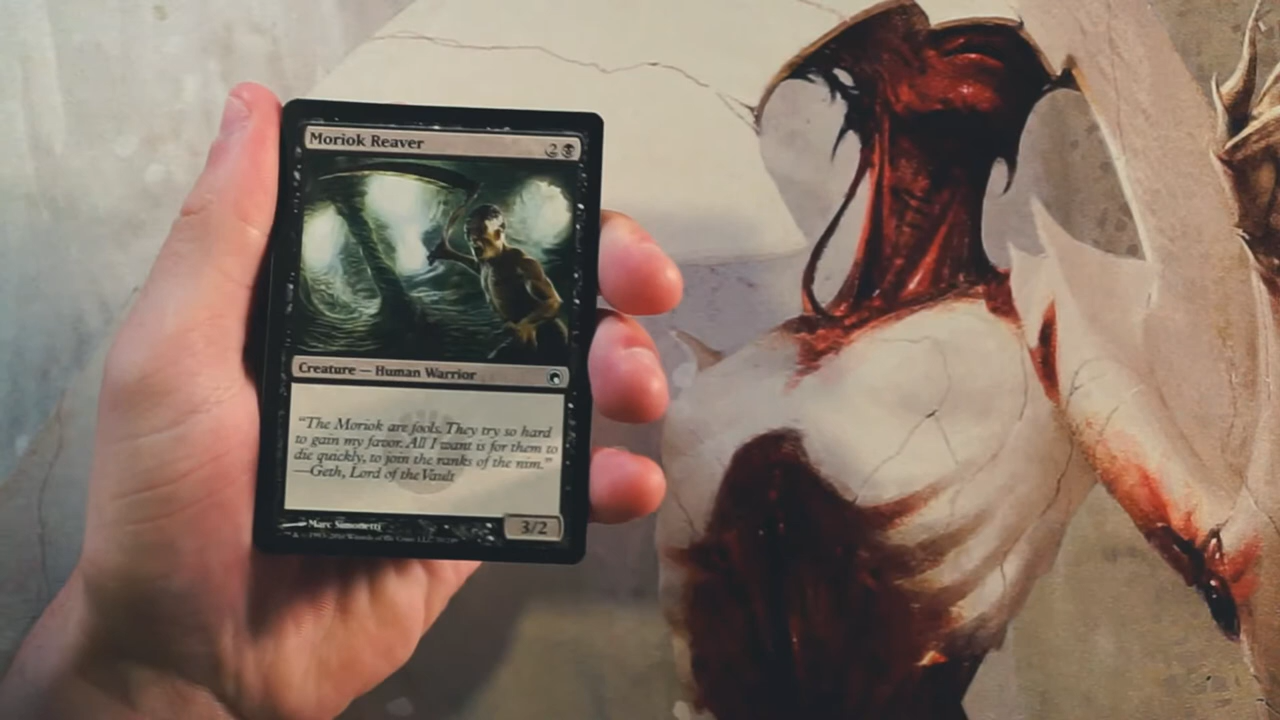 Moriok Reaver 2
Creature — Human Warrior
“The Moriok are fools. They try so hard
to gain my favor. All I want is for them to
die quickly, to join the ranks of the nim.”
—Geth, Lord of the Vault
Marc Simonetti
3/2